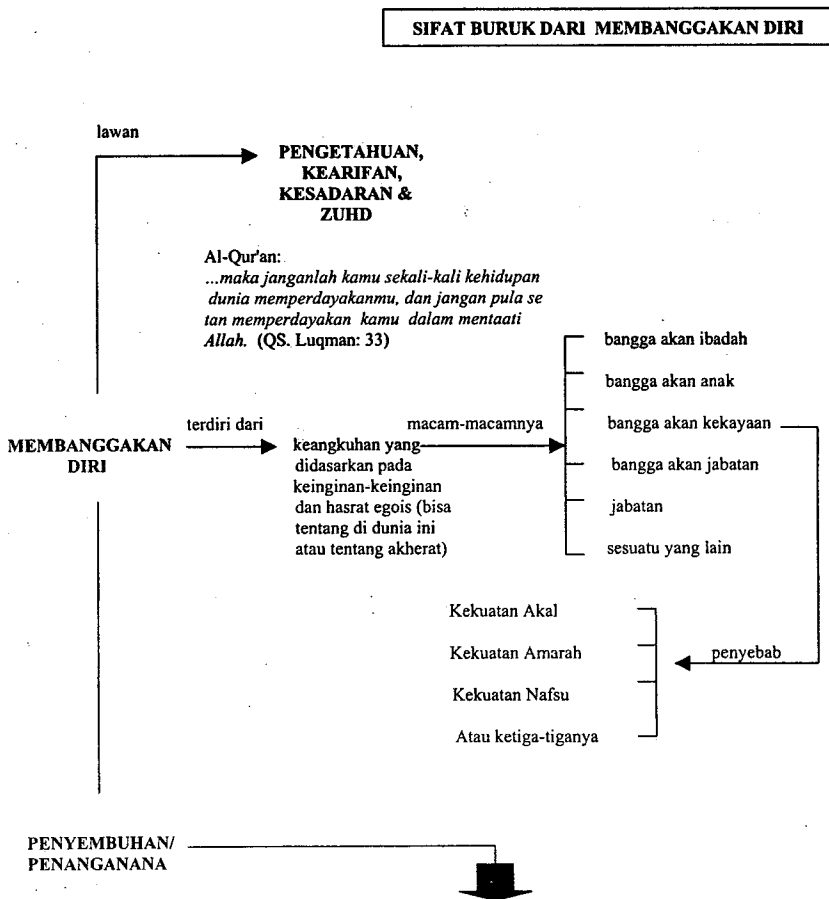 SIFAT BURUK DARI MEMBANGGAKAN DIRI
lawan
PENGETAHUAN,
KEARIFAN,
KESADARAN &
ZUHD
Al-Qur'an:
...maka janganlah kamu sekali-kali kehidupan
dunia memperdayakanmu, dan jangan pula se
tan memperdayakan kamu dalam mentaati
Allah. (QS. Luqman: 33)
MEMBANGGAKAN
DIRI
terdiri dari
keangkuhan yang
didasarkan pada
keinginan-keinginan
dan hasrat egois (bisa
tentang di dunia ini
atau tentang akherat)
macam-macamnya
bangga akan ibadah
bangga akan anak
bangga akan kekayaan
bangga akan jabatan
jabatan
sesuatu yang lain
penyebab
Kekuatan Akal
Kekuatan Amarah
Kekuatan Nafsu
Atau ketiga-tiganya
PENYEMBUHAN/
PENANGANANA